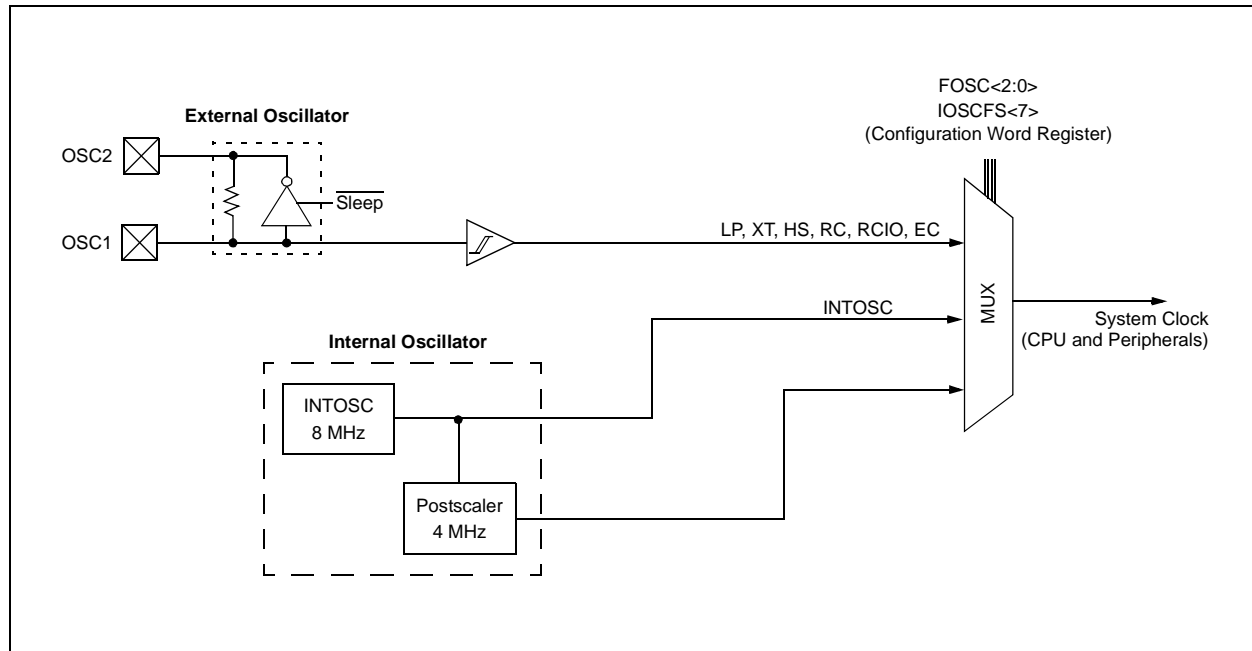 FOSC<2:0>
IOSCFS<7>
(Configuration Word Register)
External Oscillator
OSC2
Sleep
OSC1
LP, XT, HS, RC, RCIO, EC
MUX
INTOSC
System Clock
(CPU and Peripherals)
Internal Oscillator
INTOSC
8 MHz
Postscaler
4 MHz